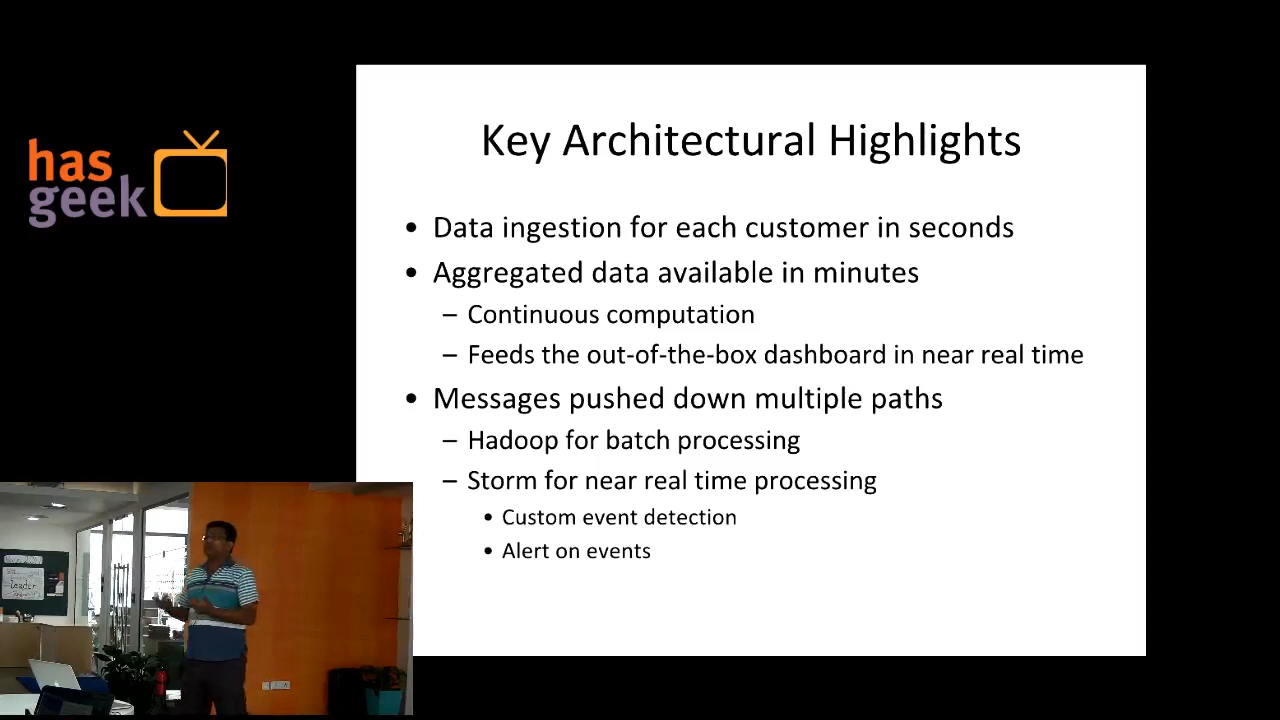 has
geek
Key Architectural Highlights
• Data ingestion for each customer in seconds
• Aggregated data available in minutes
– Continuous computation
– Feeds the out-of-the-box dashboard in near real time
• Messages pushed down multiple paths
– Hadoop for batch processing
– Storm for near real time processing
• Custom event detection
• Alert on events
Leader